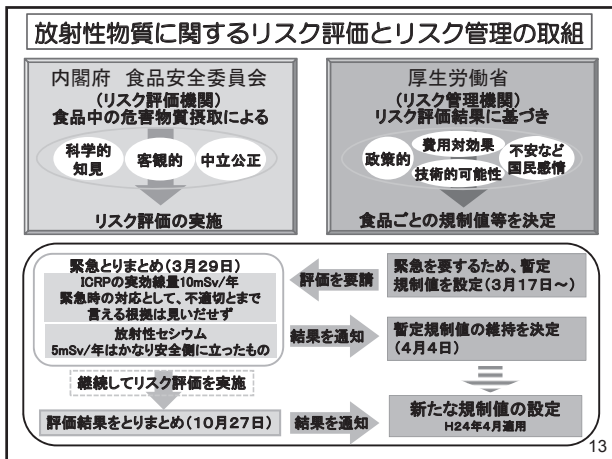 放射性物質に関するリスク評価とリスク管理の取組
内閣府 食品安全委員会
(リスク評価機関)
食品中の危害物質摂取による
科学的
知見
客観的
中立公正
リスク評価の実施
厚生労働省
(リスク管理機関)
リスク評価結果に基づき
政策的
費用対効果
技術的可能性
不安など
国民感情
食品ごとの規制値等を決定
緊急とりまとめ(3月29日)
ICRPの実効線量10mSv/年
緊急時の対応として、不適切とまで
言える根拠は見いだせず
放射性セシウム
5mSv/年はかなり安全側に立ったもの
評価を要請
緊急を要するため、暫定
規制値を設定(3月17日~)
結果を通知
暫定規制値の維持を決定
(4月4日)
継続してリスク評価を実施
評価結果をとりまとめ(10月27日)
結果を通知
新たな規制値の設定
H24年4月適用
13